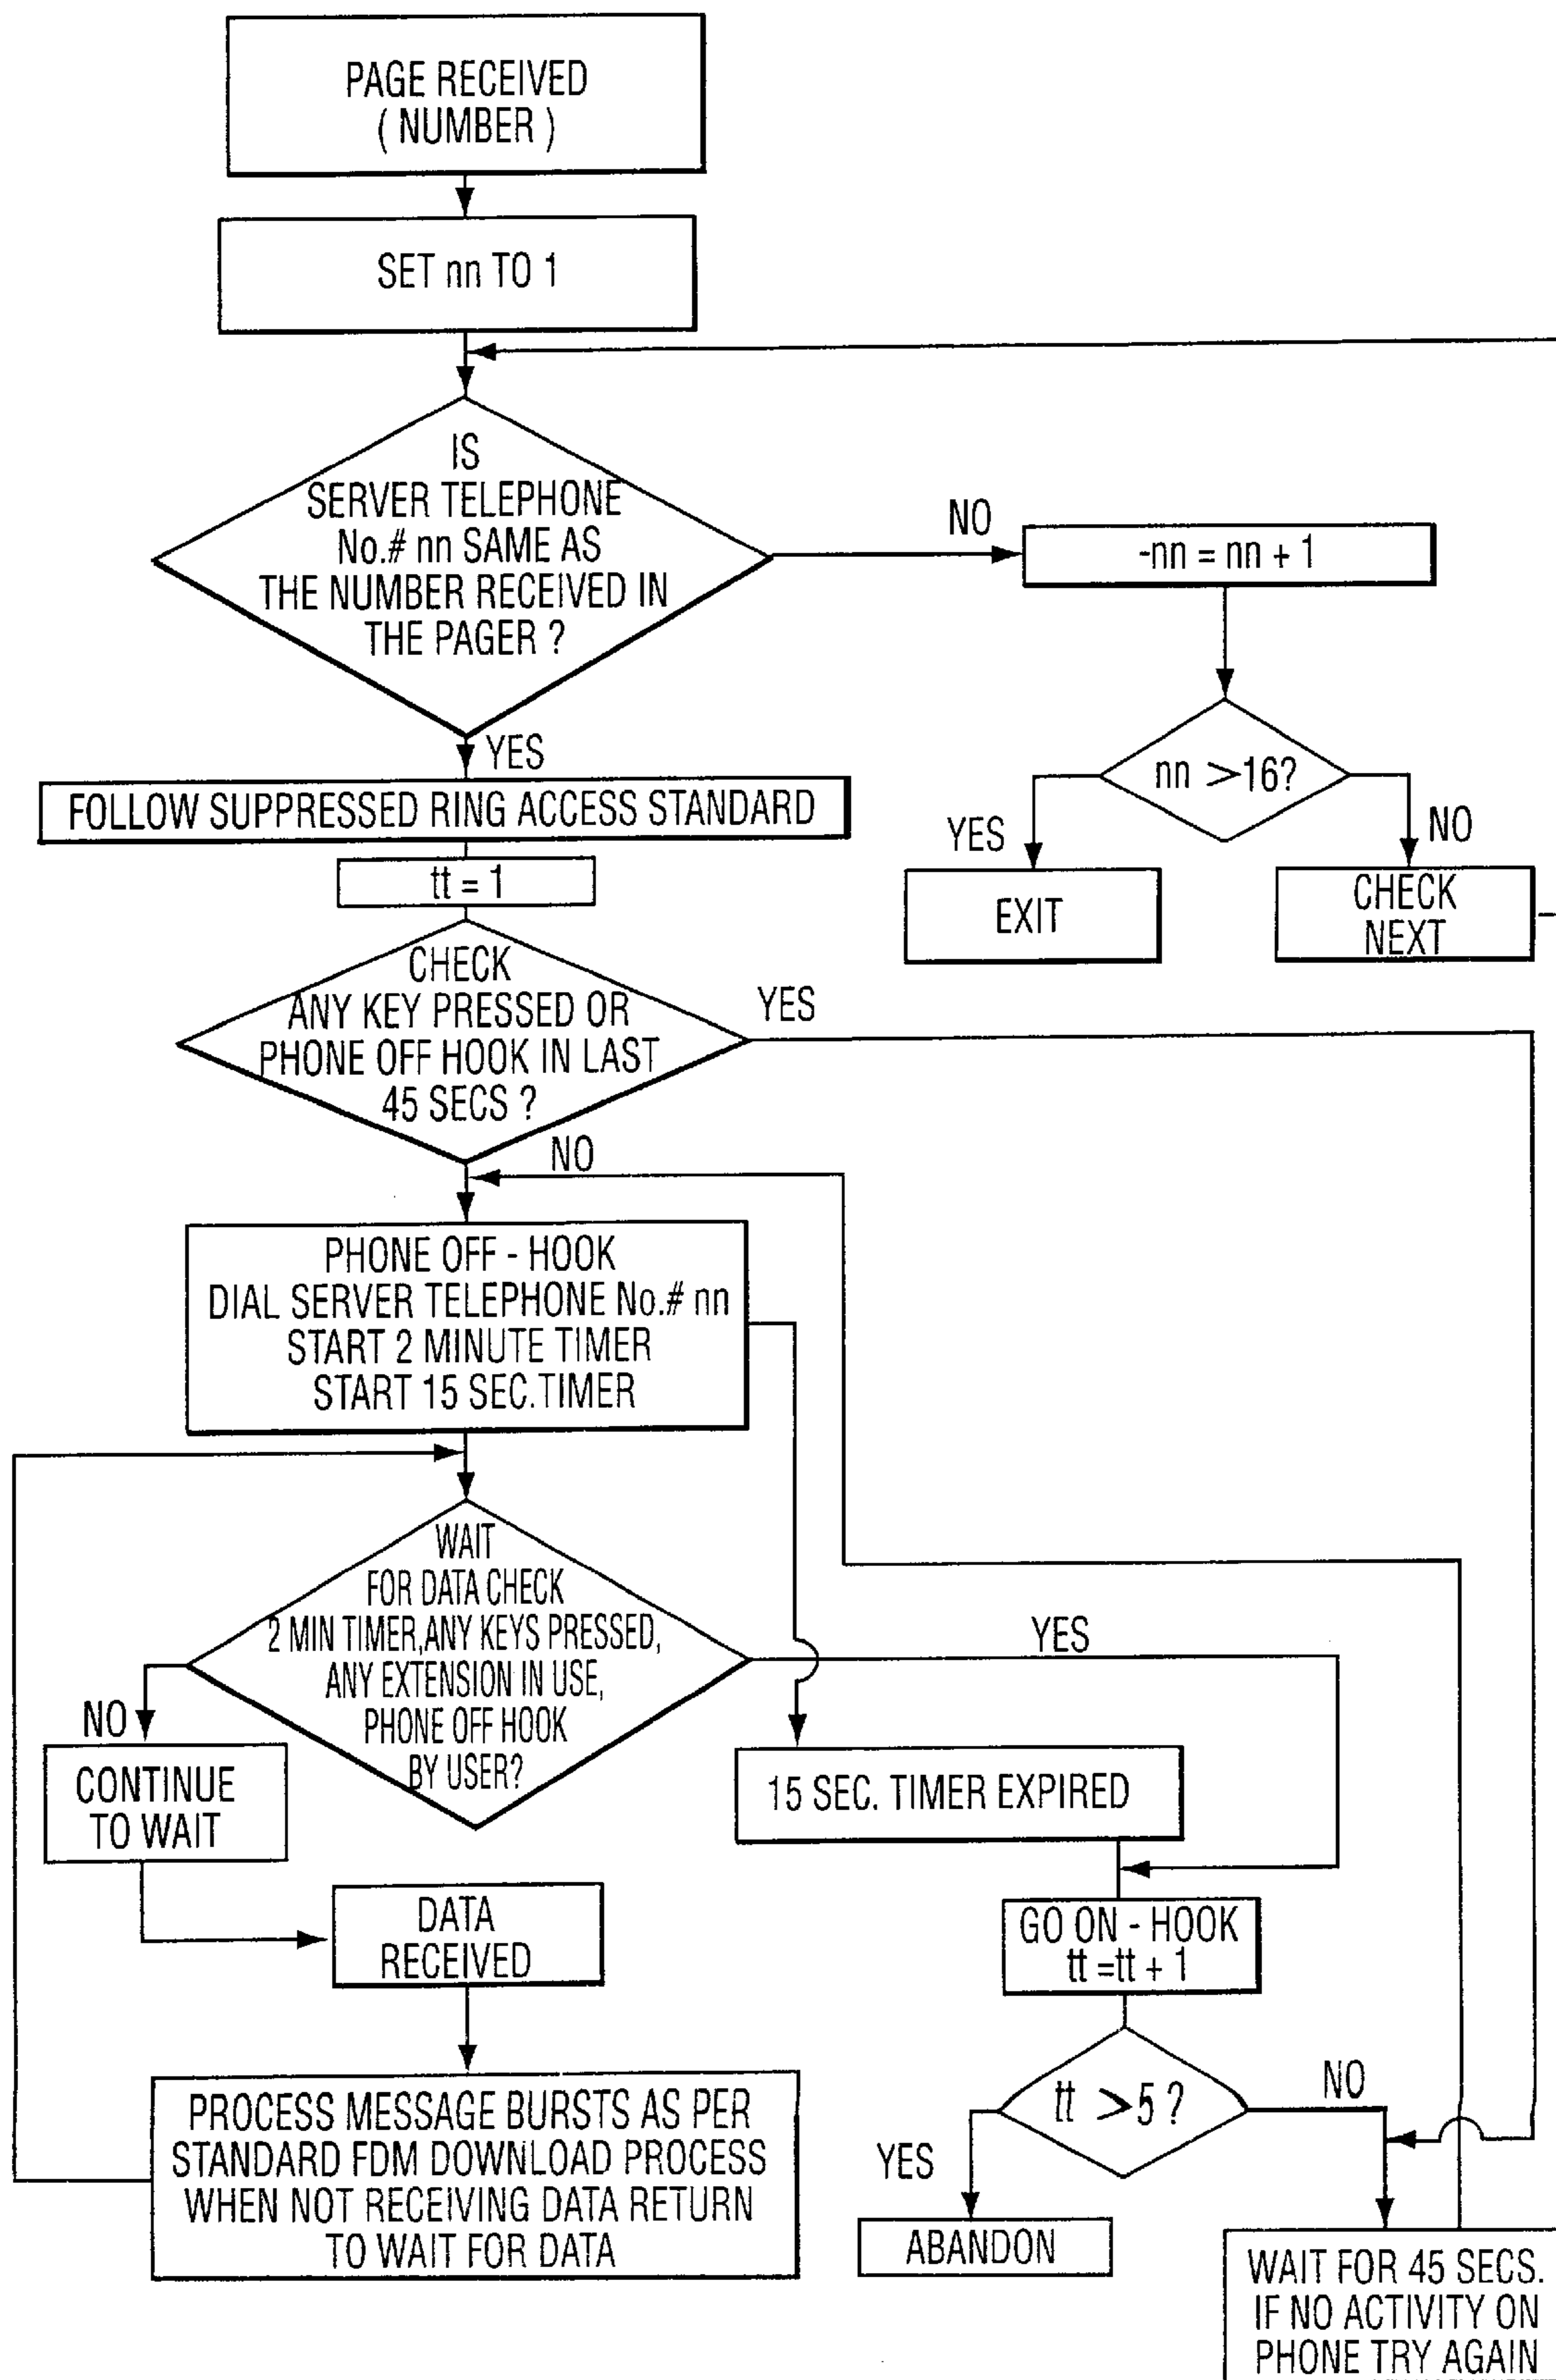 PAGE RECEIVED
( NUMBER )
SET nn TO 1
IS
SERVER TELEPHONE
No.# nn SAME AS
THE NUMBER RECEIVED IN
THE PAGER ?
NO
-nn = nn + 1
nn >16?
YES
NO
EXIT
CHECK
NEXT
YES
FOLLOW SUPPRESSED RING ACCESS STANDARD
tt = 1
CHECK
ANY KEY PRESSED OR
PHONE OFF HOOK IN LAST
45 SECS ?
YES
NO
PHONE OFF - HOOK
DIAL SERVER TELEPHONE No.# nn
START 2 MINUTE TIMER
START 15 SEC.TIMER
WAIT
FOR DATA CHECK
2 MIN TIMER,ANY KEYS PRESSED,
ANY EXTENSION IN USE,
PHONE OFF HOOK
BY USER?
YES
NO
CONTINUE
TO WAIT
15 SEC. TIMER EXPIRED
DATA
RECEIVED
GO ON - HOOK
tt =tt + 1
tt >5 ?
NO
YES
PROCESS MESSAGE BURSTS AS PER
STANDARD FDM DOWNLOAD PROCESS
WHEN NOT RECEIVING DATA RETURN
TO WAIT FOR DATA
ABANDON
WAIT FOR 45 SECS.
IF NO ACTIVITY ON
PHONE TRY AGAIN